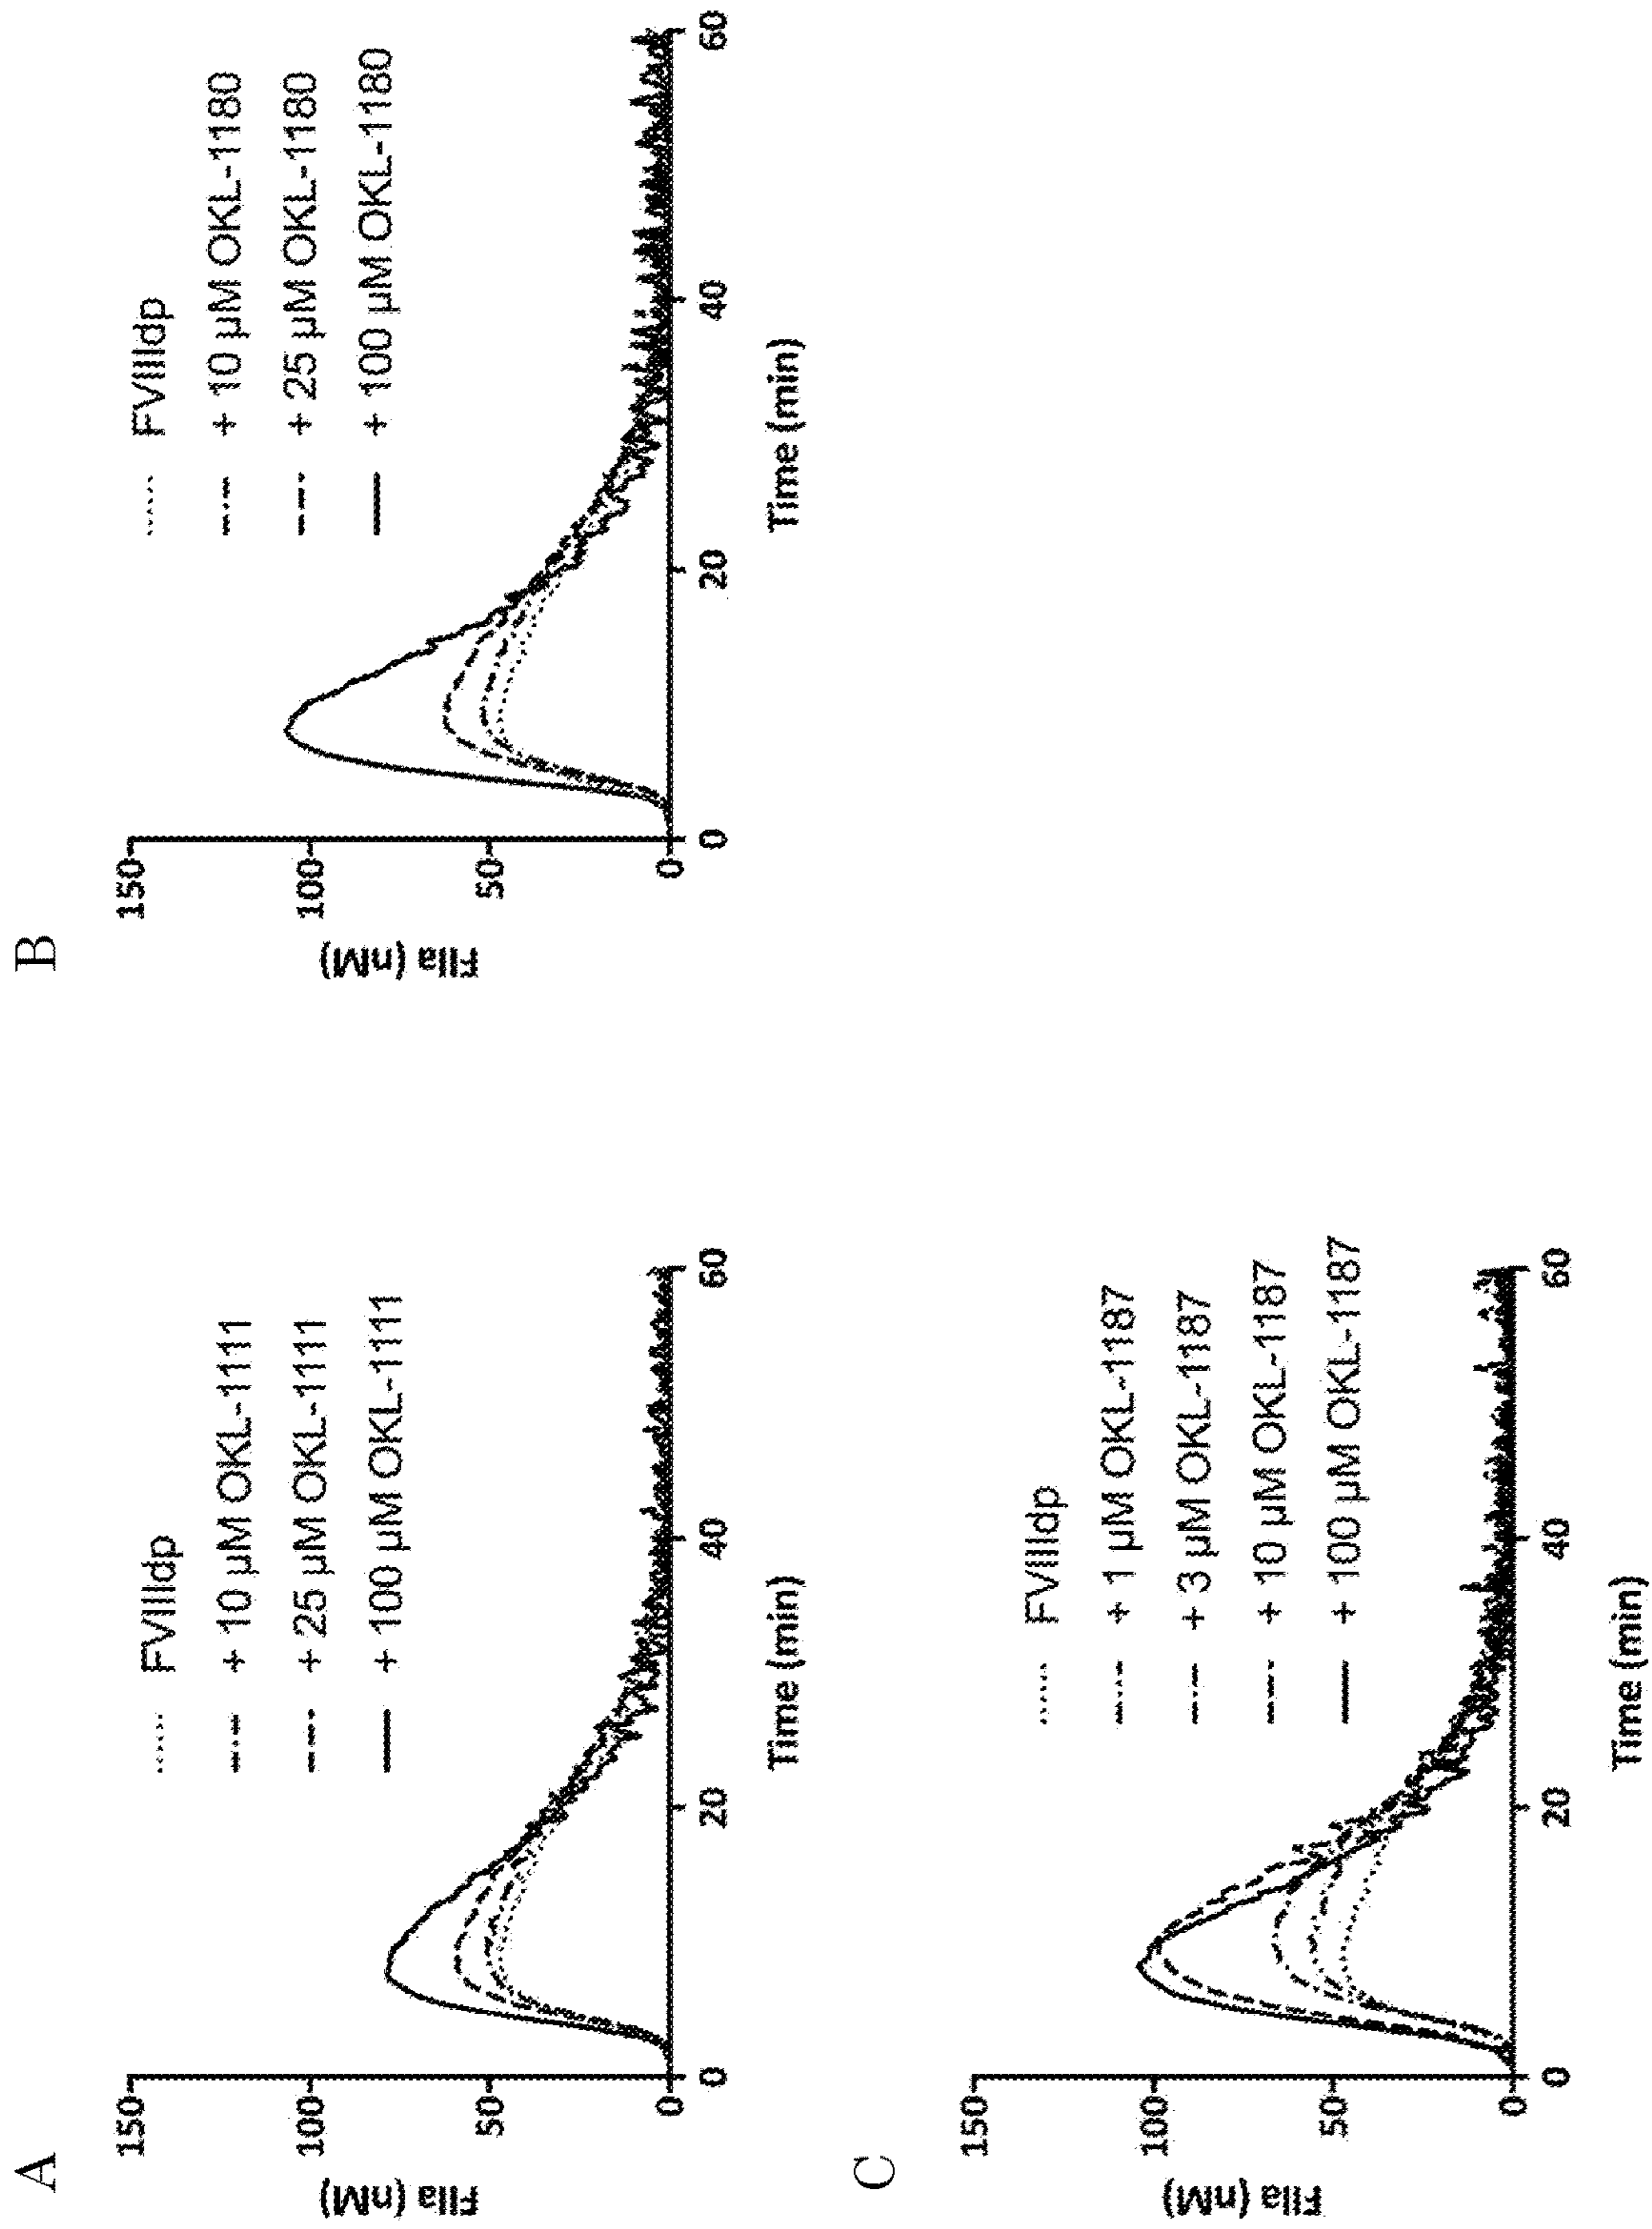 A
FIIa (nM)
150
100
50
0
0
20
40
60
Time (min)
FVIIIdp
+ 10 µM OKL-1111
+ 25 µM OKL-1111
+ 100 µM OKL-1111
B
FIIa (nM)
150
100
50
0
0
20
40
60
Time (min)
FVIIIdp
+ 10 µM OKL-1180
+ 25 µM OKL-1180
+ 100 µM OKL-1180
C
FIIa (nM)
150
100
50
0
0
20
40
60
Time (min)
FVIIIdp
+ 1 µM OKL-1187
+ 3 µM OKL-1187
+ 10 µM OKL-1187
+ 100 µM OKL-1187